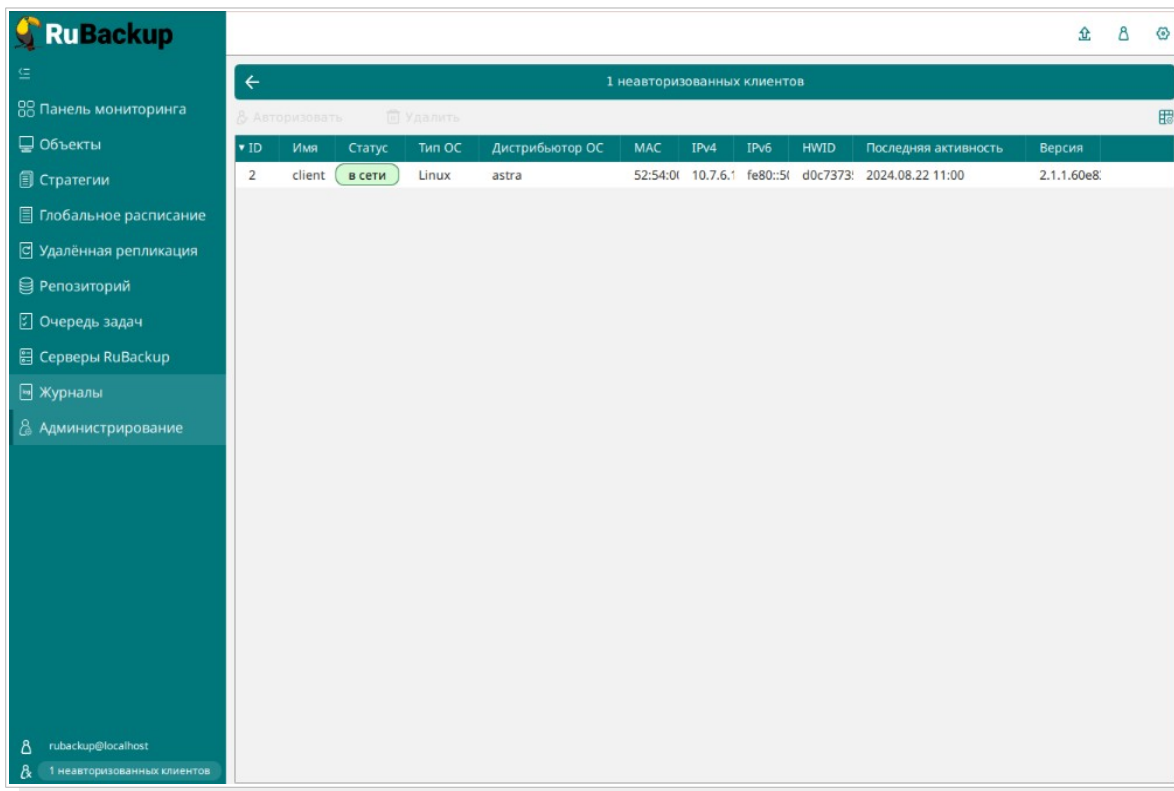 RuBackup
1 неавторизованных клиентов
Панель мониторинга
Объекты
Стратегии
Глобальное расписание
Удалённая репликация
Репозиторий
Очередь задач
Серверы RuBackup
Журналы
Администрирование
Авторизовать Удалить
ID Имя Статус Тип ОС Дистрибьютор ОС MAC IPv4 IPv6 HWID Последняя активность Версия
2 client в сети Linux astra 52:54:0 10.7.6.1 fe80::5 d0c7373 2024.08.22 11:00 2.1.1.60e8
rubackup@localhost
1 неавторизованных клиентов